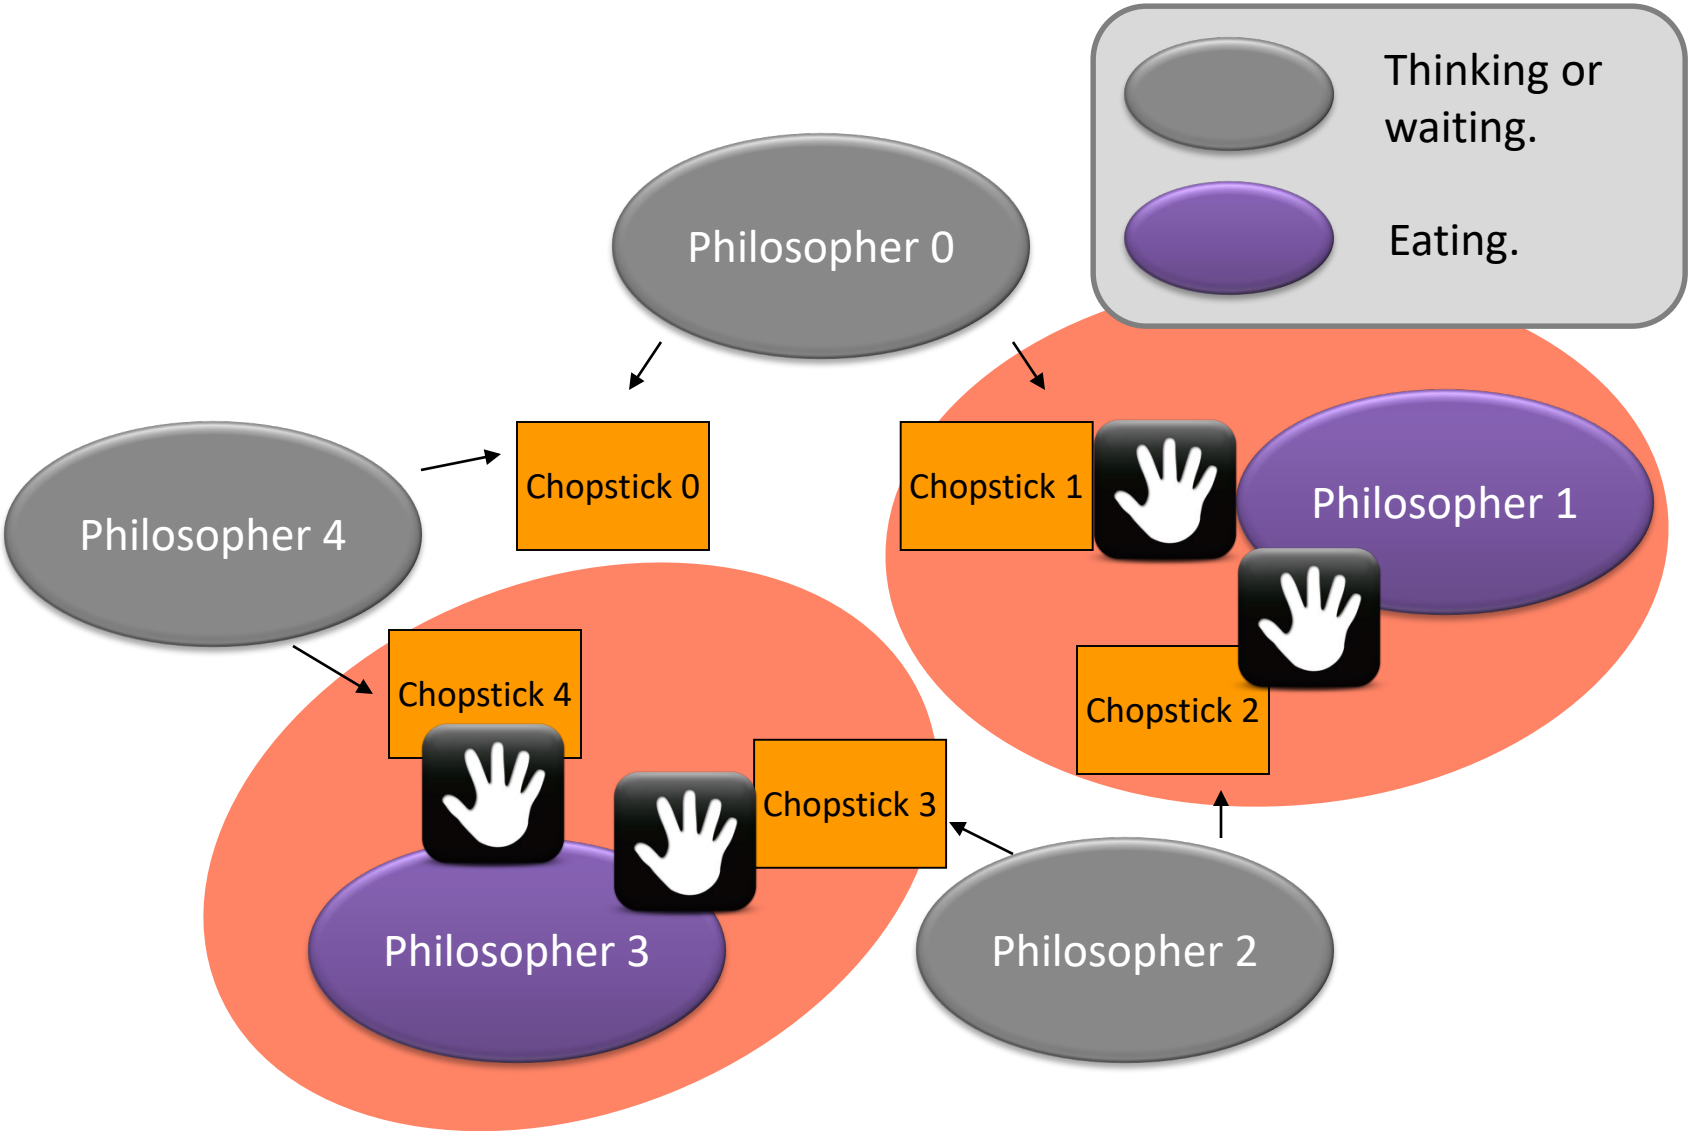 Thinking or
waiting.
Eating.
Philosopher 0
Philosopher 4
Chopstick 0
Chopstick 1
Philosopher 1
Chopstick 4
Chopstick 2
Chopstick 3
Philosopher 3
Philosopher 2